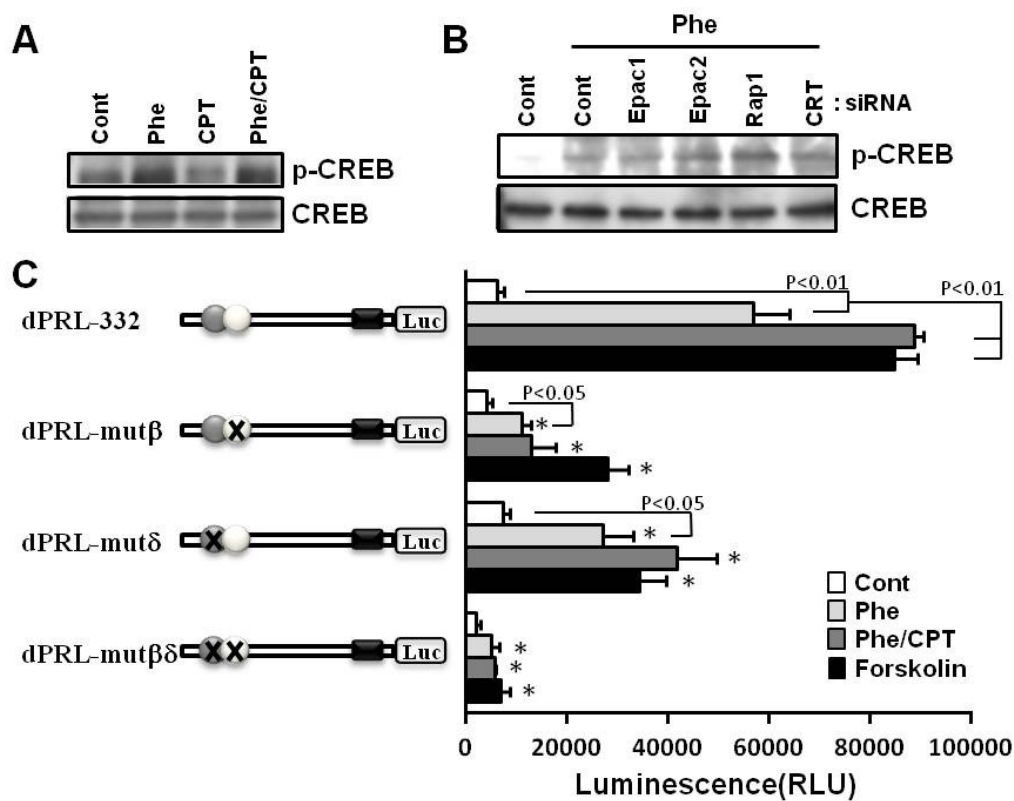 A
Cont
Phe
CPT
Phe/CPT
p-CREB
CREB
B
Phe
Cont
Cont
Epac1
Epac2
Rap1
CRT
: siRNA
p-CREB
CREB
C
dPRL-332
Luc
P<0.01
P<0.01
dPRL-mutβ
X
Luc
P<0.05
*
*
*
dPRL-mutδ
X
Luc
P<0.05
*
*
*
dPRL-mutβδ
X X
Luc
*
*
*
Cont
Phe
Phe/CPT
Forskolin
0 20000 40000 60000 80000 100000
Luminescence(RLU)